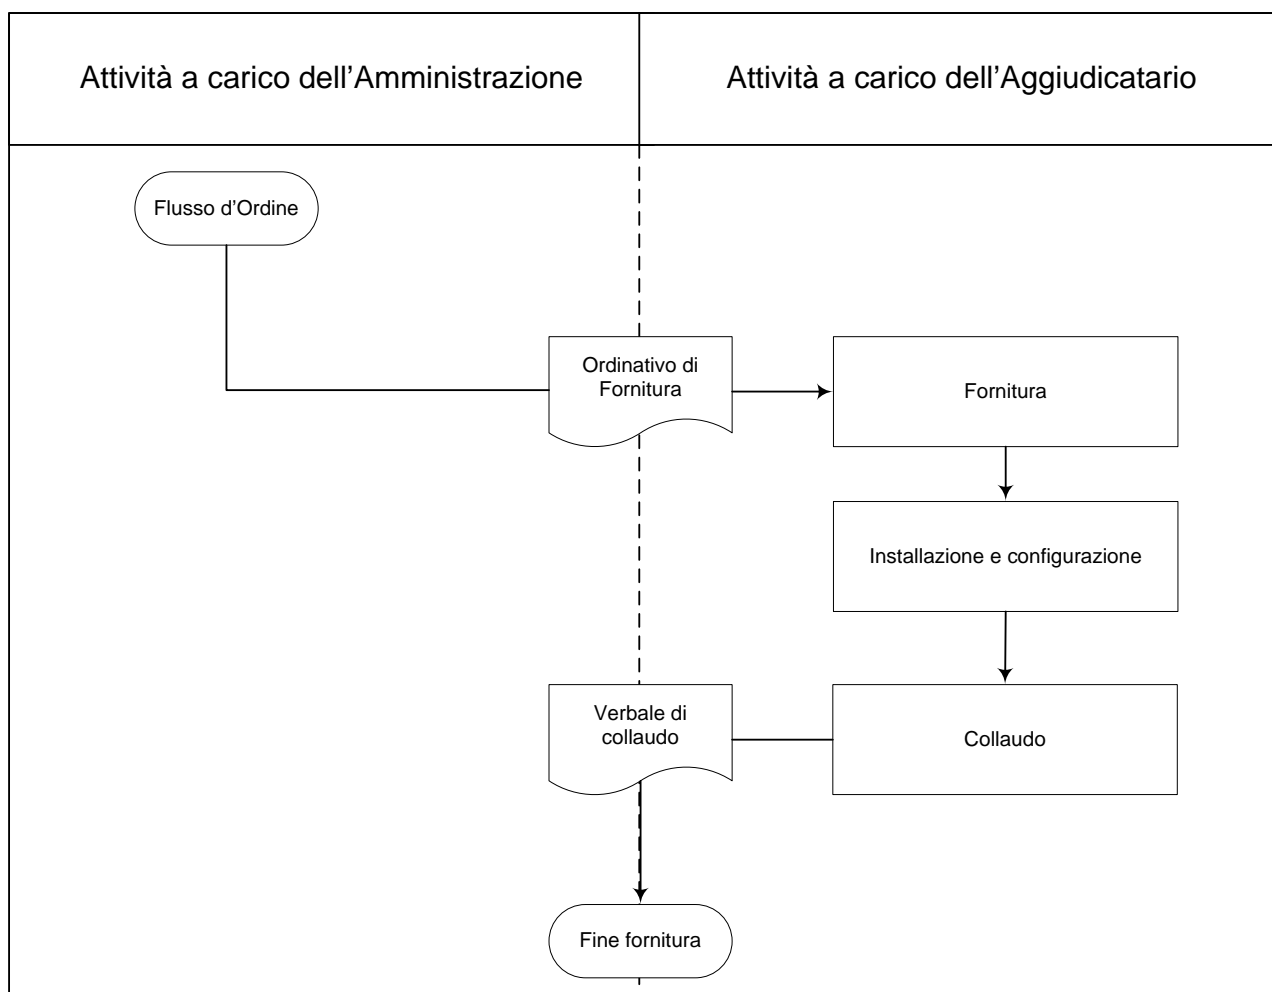 Attività a carico dell'Amministrazione
Attività a carico dell'Aggiudicatario
Flusso d'Ordine
Ordinativo di
Fornitura
Fornitura
Installazione e configurazione
Verbale di
collaudo
Collaudo
Fine fornitura